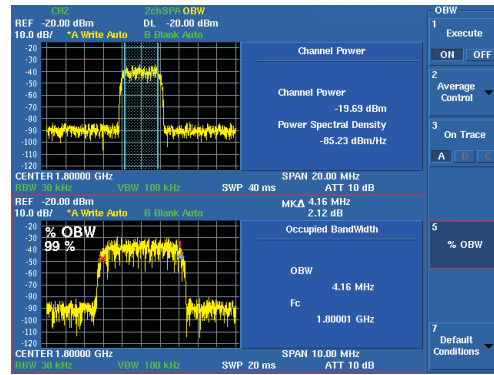 CH2 2chSPA OBW
REF -20.00 dBm DL -20.00 dBm
10.0 dB/ *A Write Auto B Blank Auto
-20
-30
-40
-50
-60
-70
-80
-90
-100
-110
-120
Channel Power
Channel Power
-19.69 dBm
Power Spectral Density
-85.23 dBm/Hz
CENTER 1.80000 GHz SPAN 20.00 MHz
RBW 30 kHz VBW 100 kHz SWP 40 ms ATT 10 dB
REF -20.00 dBm MKΔ 4.16 MHz
10.0 dB/ *A Write Auto B Blank Auto 2.12 dB
-20
-30
-40
-50
-60
-70
-80
-90
-100
-110
-120
% OBW
99 %
Occupied BandWidth
OBW
4.16 MHz
Fc
1.80001 GHz
CENTER 1.80000 GHz SPAN 10.00 MHz
RBW 30 kHz VBW 100 kHz SWP 20 ms ATT 10 dB
OBW
1
Execute
ON OFF
2
Average
Control
3
On Trace
A B C
5
% OBW
7
Default
Conditions